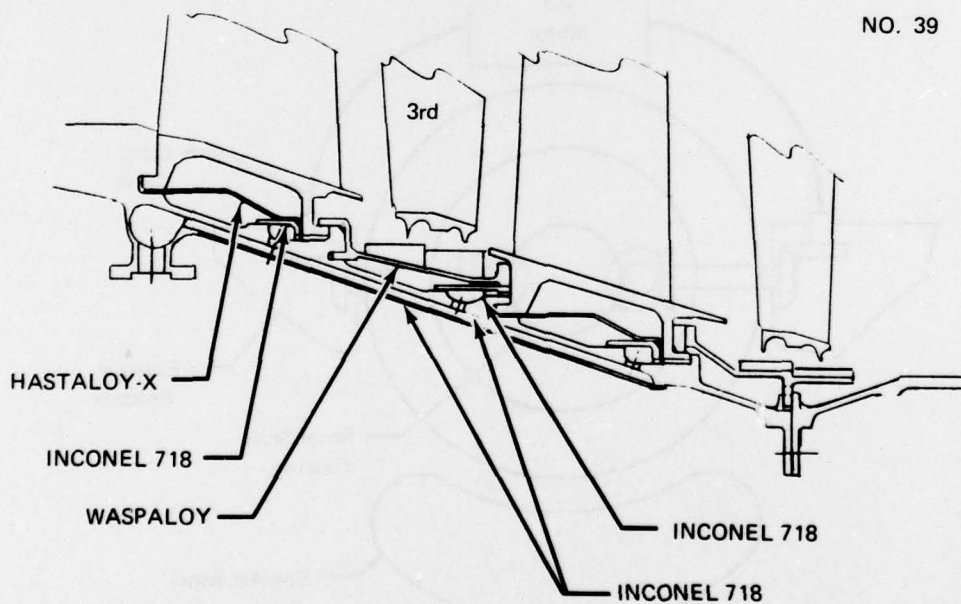 NO. 39
3rd
HASTALOY-X
INCONEL 718
WASPALOY
INCONEL 718
INCONEL 718